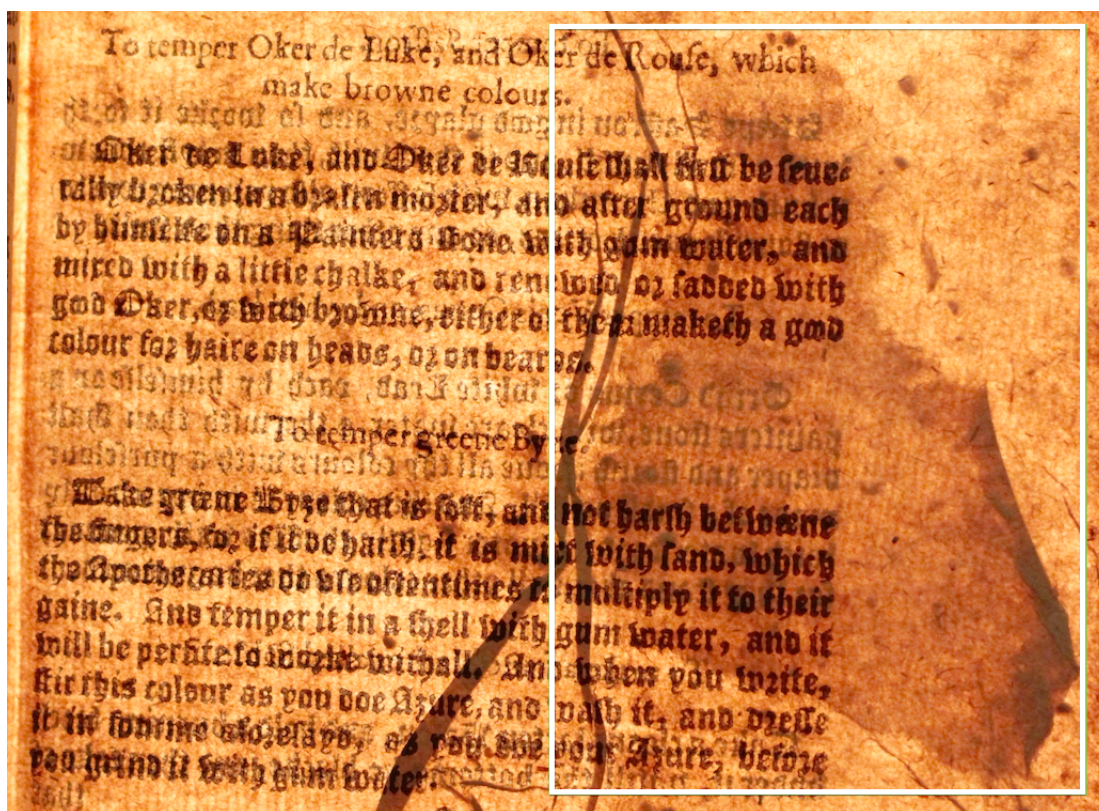 To temper Oker de Luke, and Oker de Rouse, which
make browne colours.
Oker de Luke, and Oker de Rouse shall first be seue-
rally broken in a brasen morter, and after ground each
by himselfe on a Painters stone with gum water, and
mixed with a little chalke, and renewed, or sadded with
good Oker, or with browne, either of them maketh a good
colour for haire on heads, or on beards.
To temper greene Byze.
Take greene Byze that is soft, and not harsh betweene
the fingers, for if it be harsh, it is mixt with sand, which
the Apothecaries do vse oftentimes to multiply it to their
gaine. And temper it in a shell with gum water, and it
will be perfite to worke withall. And when you write,
stir this colour as you doe Azure, and wash it, and dresse
it in fourme aforesayd, as you doe your Azure, before
you grind it with gum water.